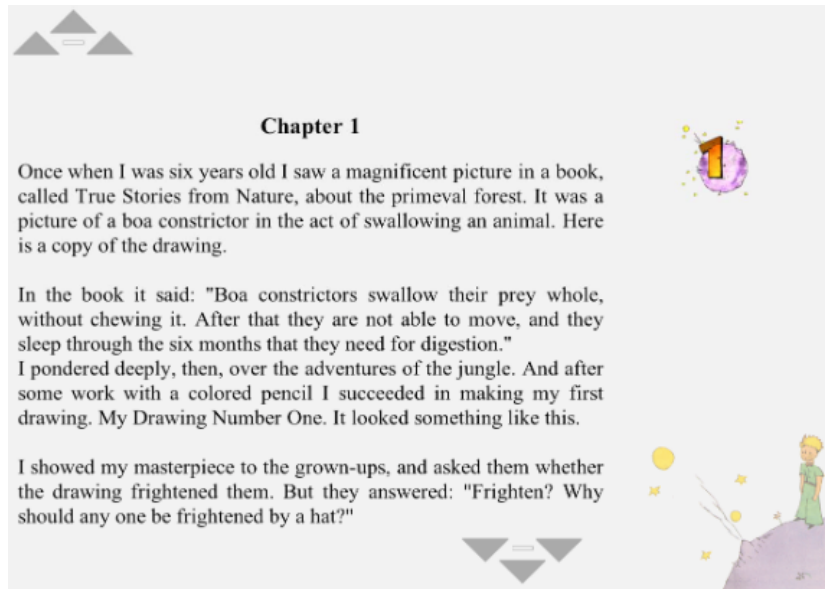 Chapter 1
1
Once when I was six years old I saw a magnificent picture in a book,
called True Stories from Nature, about the primeval forest. It was a
picture of a boa constrictor in the act of swallowing an animal. Here
is a copy of the drawing.
In the book it said: "Boa constrictors swallow their prey whole,
without chewing it. After that they are not able to move, and they
sleep through the six months that they need for digestion."
I pondered deeply, then, over the adventures of the jungle. And after
some work with a colored pencil I succeeded in making my first
drawing. My Drawing Number One. It looked something like this.
I showed my masterpiece to the grown-ups, and asked them whether
the drawing frightened them. But they answered: "Frighten? Why
should any one be frightened by a hat?"